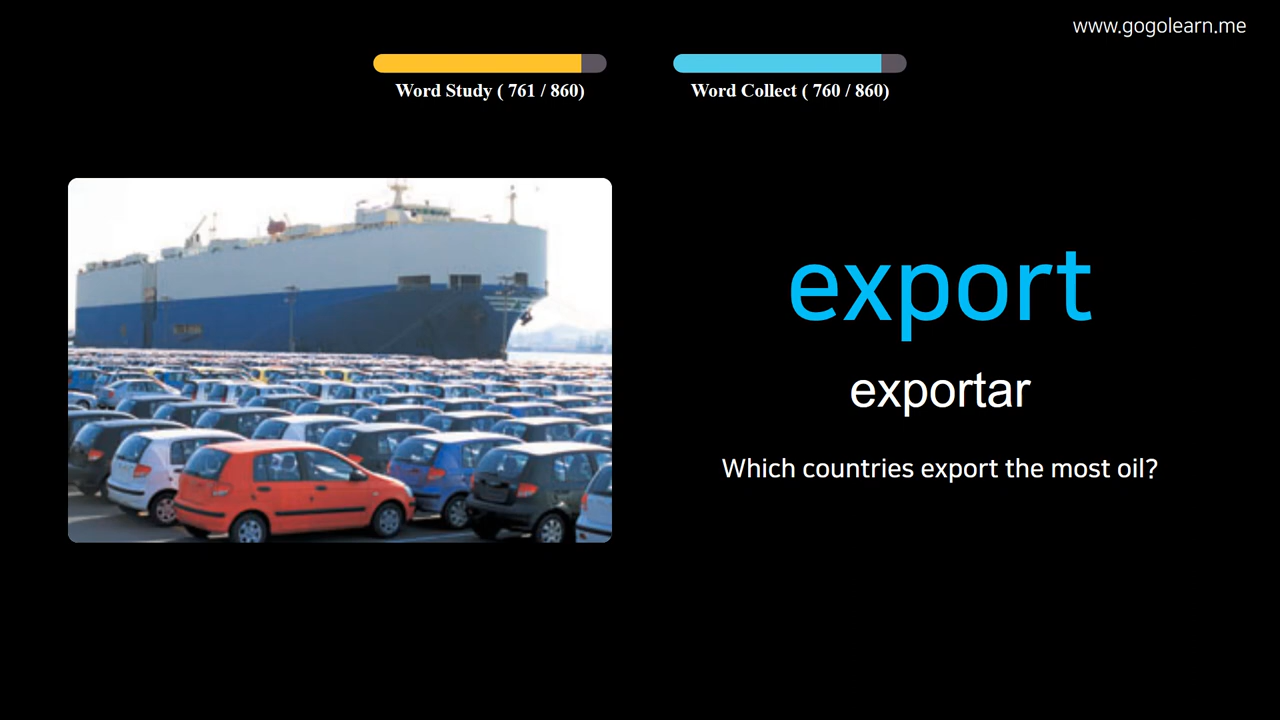 www.gogolearn.me
Word Study ( 761 / 860)
Word Collect ( 760 / 860)
export
exportar
Which countries export the most oil?